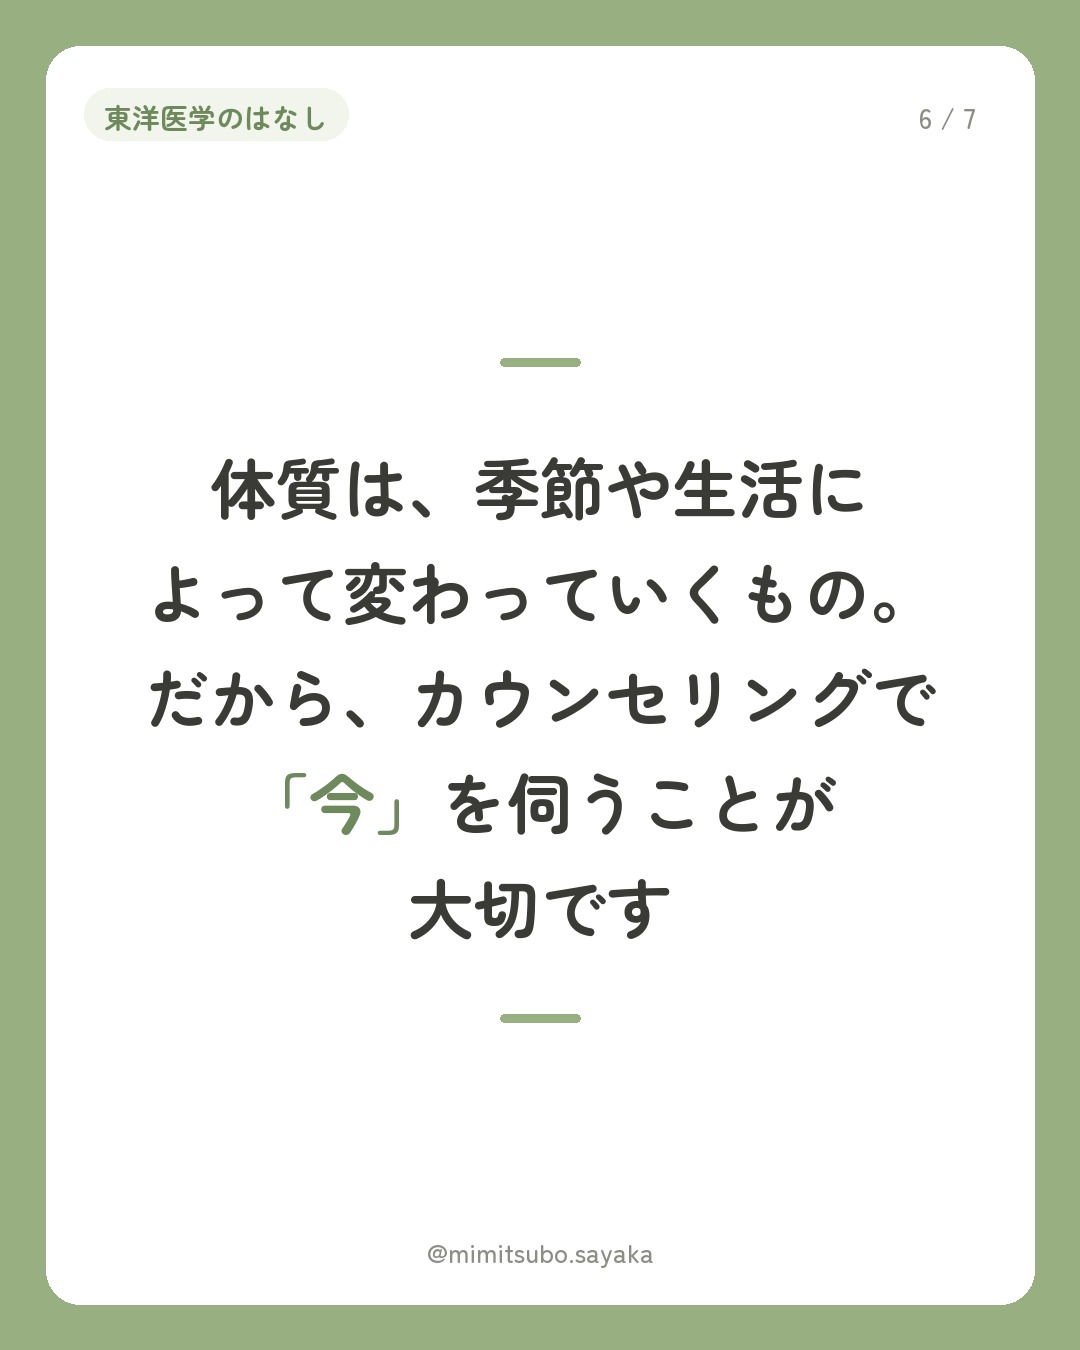 東洋医学のはなし
6 / 7
体質は、季節や生活に
よって変わっていくもの。
だから、カウンセリングで
「今」を伺うことが
大切です
@mimitsubo.sayaka